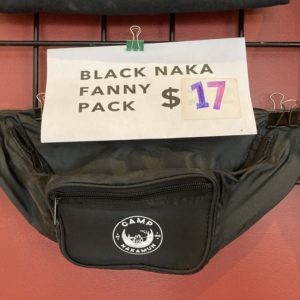 BLACK NAKA
FANNY
PACK $17
CAMP
NAKAMUN